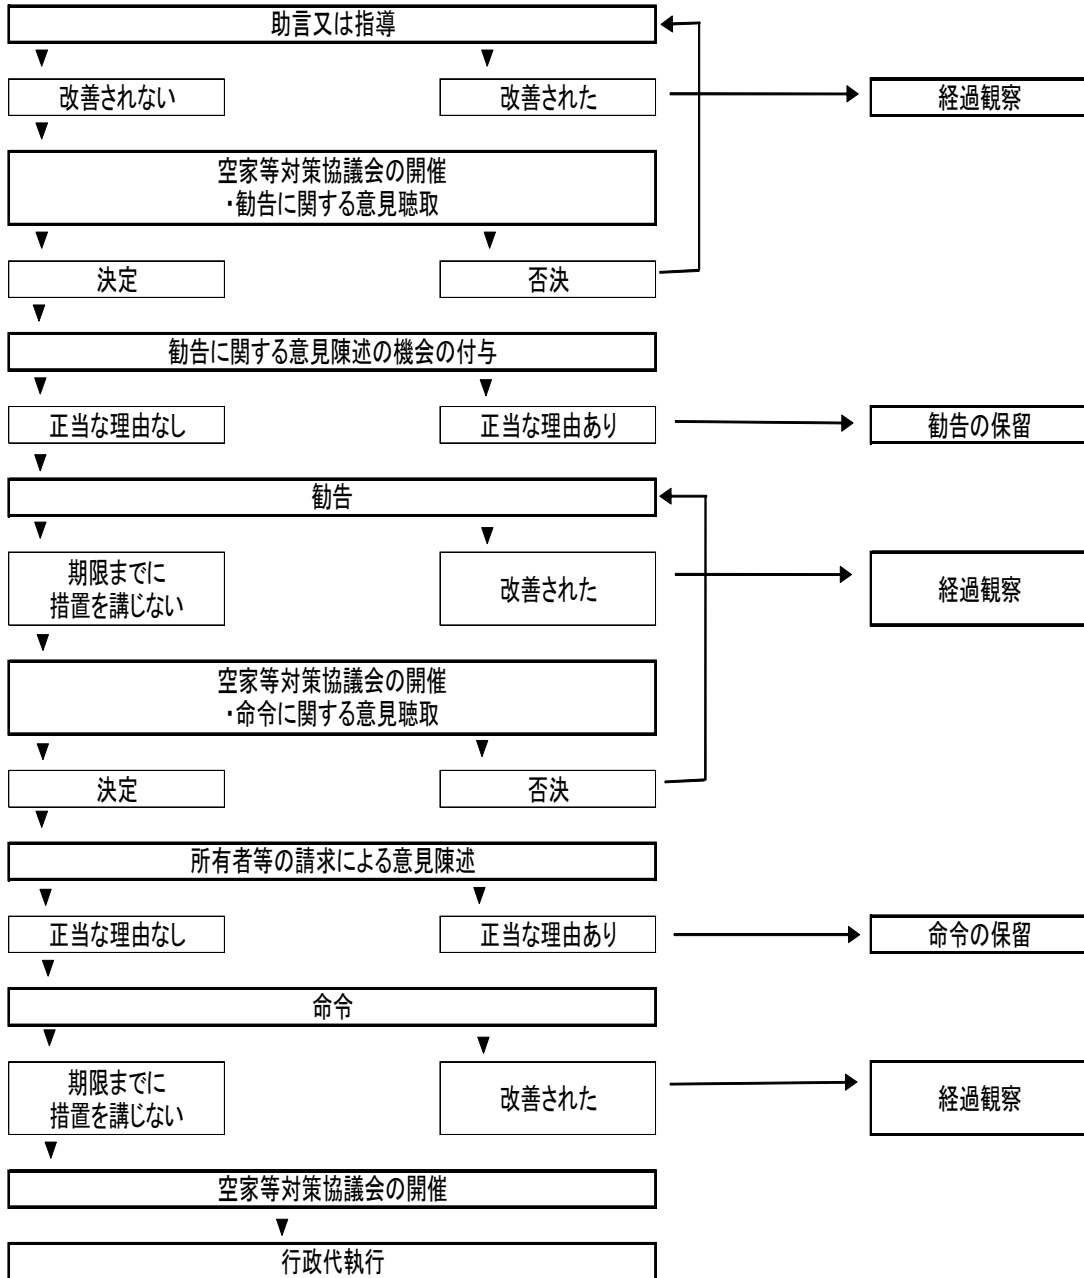 助言又は指導
改善されない
改善された
経過観察
空家等対策協議会の開催
・勧告に関する意見聴取
決定
否決
勧告に関する意見陳述の機会の付与
正当な理由なし
正当な理由あり
勧告の保留
勧告
期限までに
措置を講じない
改善された
経過観察
空家等対策協議会の開催
・命令に関する意見聴取
決定
否決
所有者等の請求による意見陳述
正当な理由なし
正当な理由あり
命令の保留
命令
期限までに
措置を講じない
改善された
経過観察
空家等対策協議会の開催
行政代執行